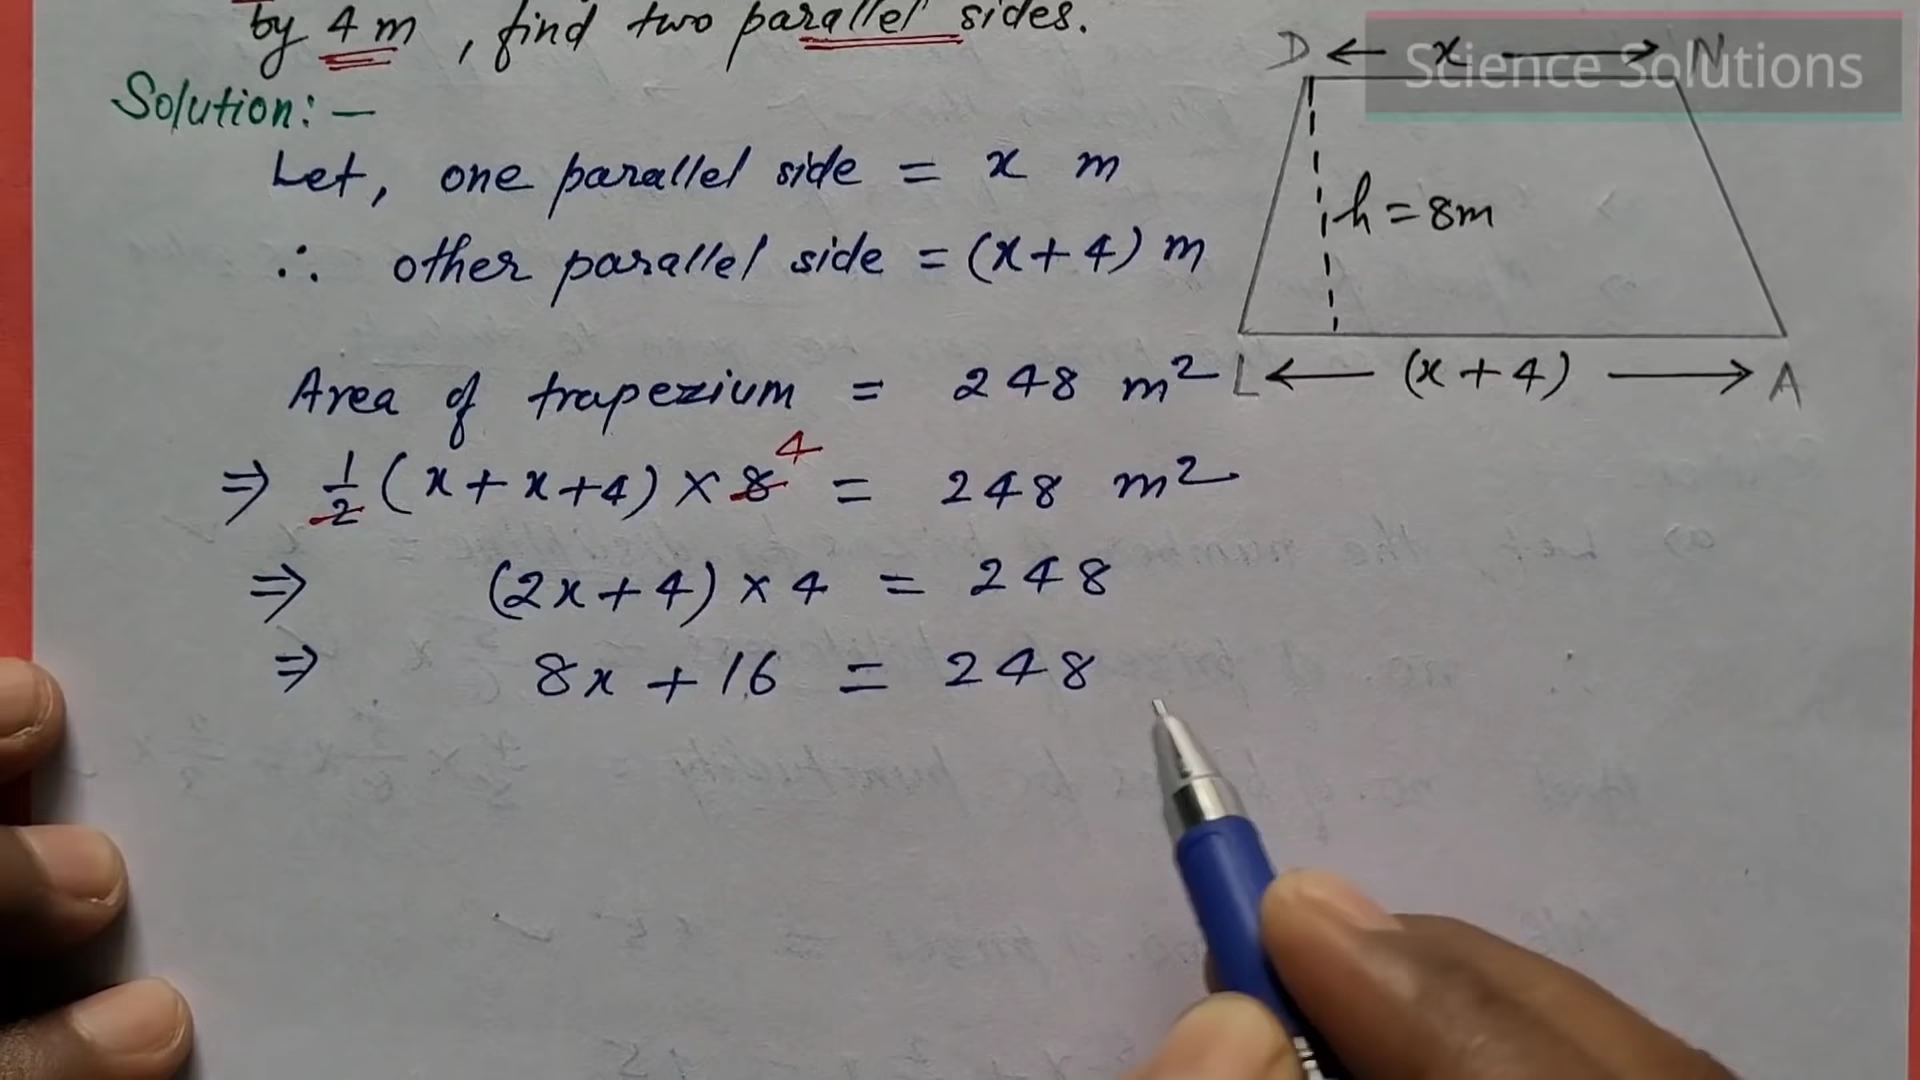 by 4 m, find two parallel sides.
Solution:-
Let, one parallel side = x m
∴ other parallel side = (x+4) m
Area of trapezium = 248 m²
⇒ 1/2 (x+x+4) × 8 4 = 248 m²
⇒ (2x+4) × 4 = 248
⇒ 8x + 16 = 248
D ← x → N
Science Solutions
h = 8m
L ← (x+4) → A